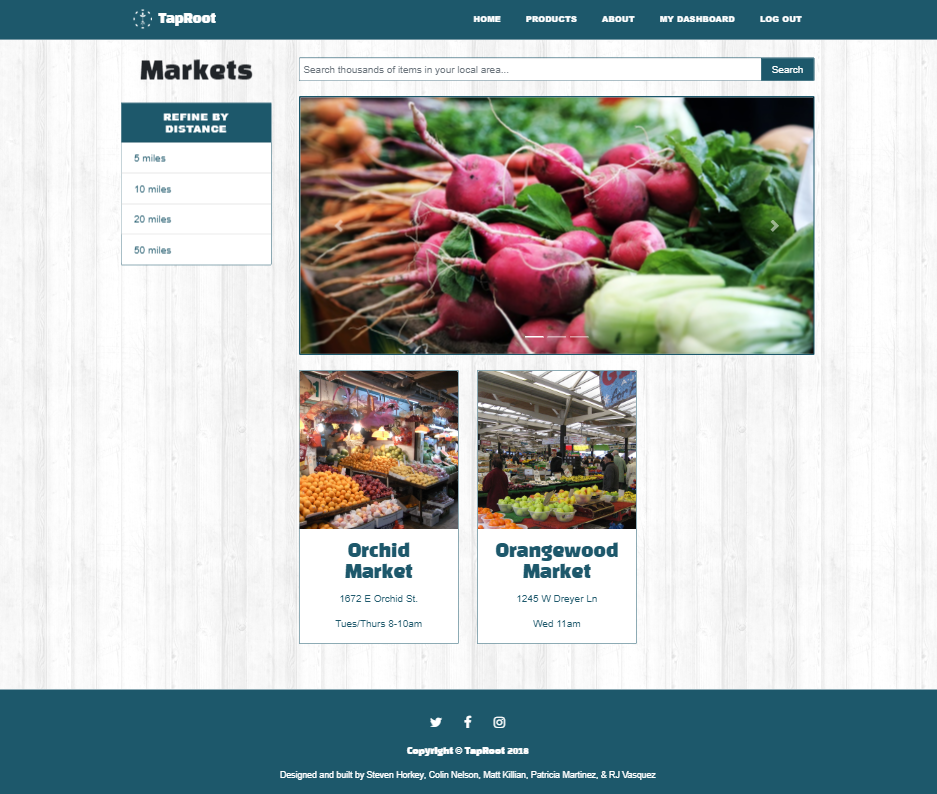 TapRoot
HOME PRODUCTS ABOUT MY DASHBOARD LOG OUT
Markets
Search thousands of items in your local area...
Search
REFINE BY
DISTANCE
5 miles
10 miles
20 miles
50 miles
Orchid
Market
1672 E Orchid St.
Tues/Thurs 8-10am
Orangewood
Market
1245 W Dreyer Ln
Wed 11am
Copyright © TapRoot 2018
Designed and built by Steven Horkey, Colin Nelson, Matt Killian, Patricia Martinez, & RJ Vasquez